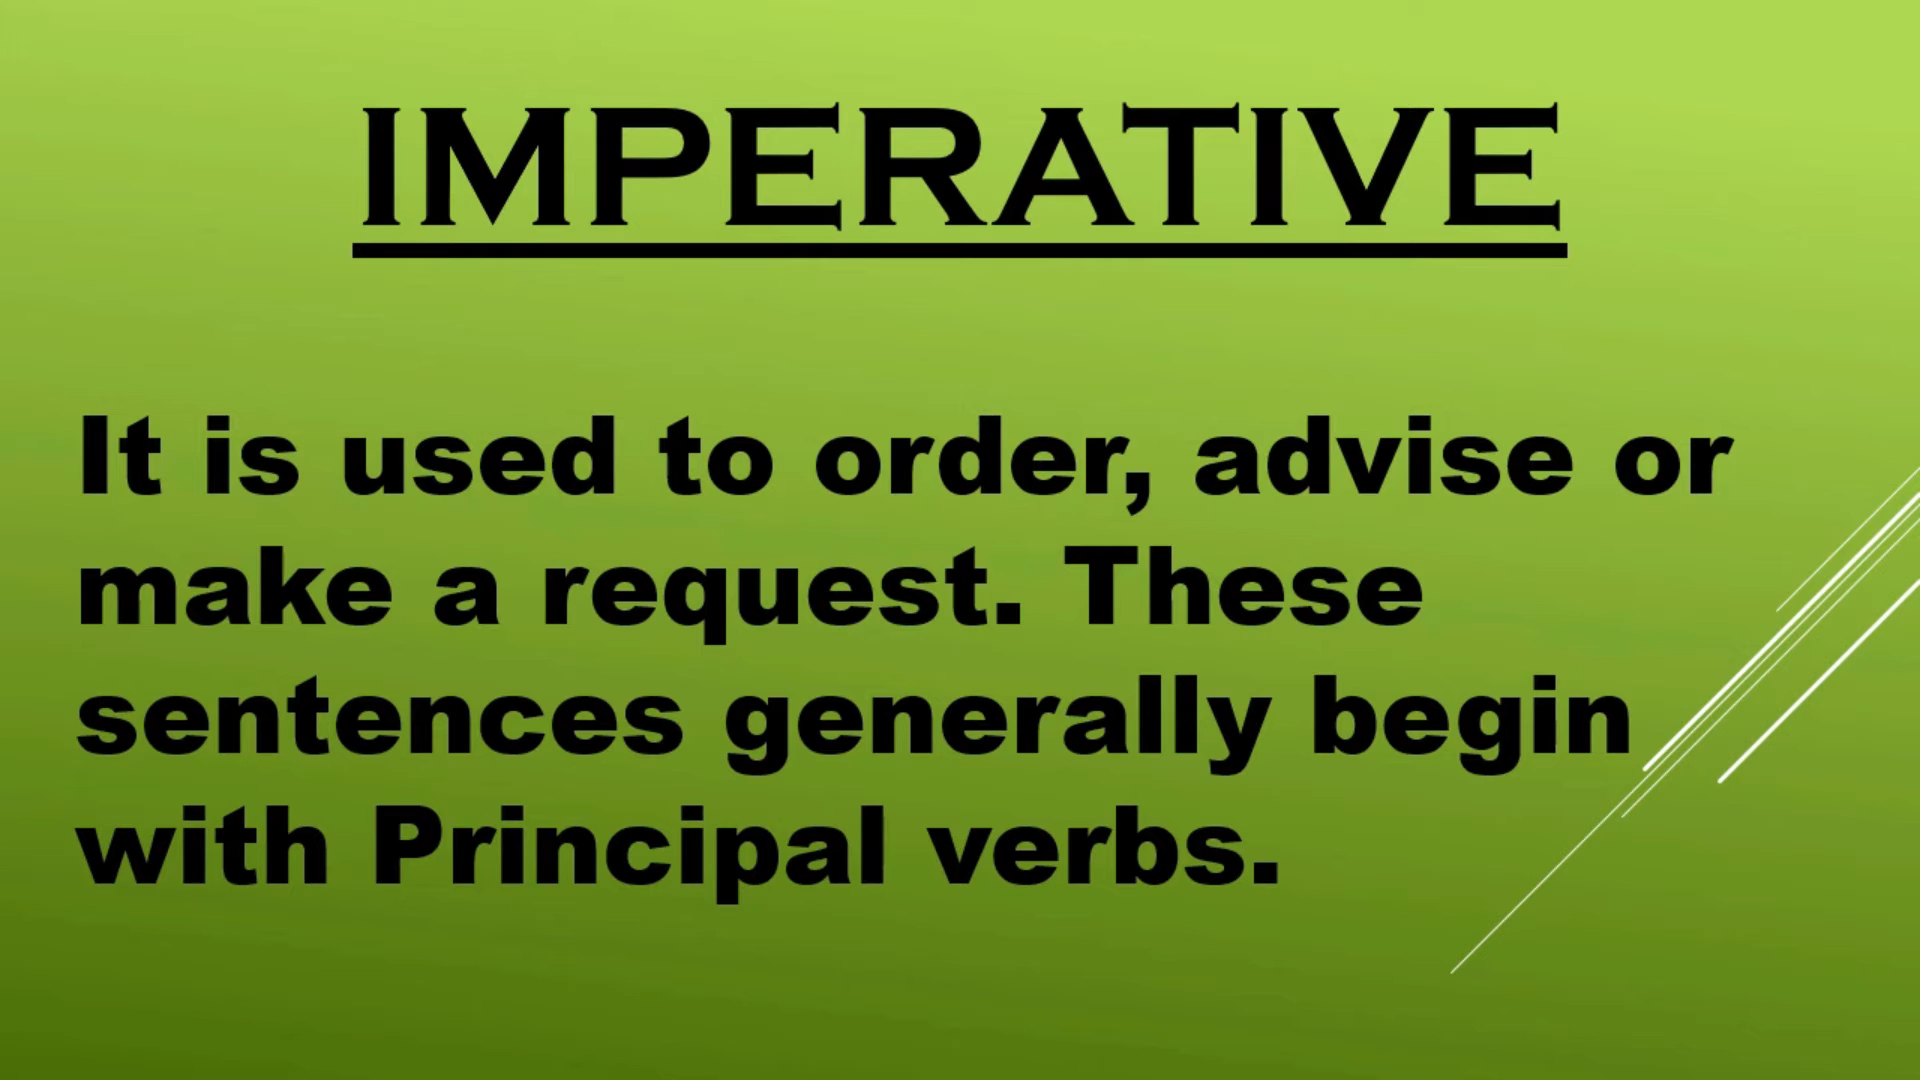 IMPERATIVE
It is used to order, advise or
make a request. These
sentences generally begin
with Principal verbs.